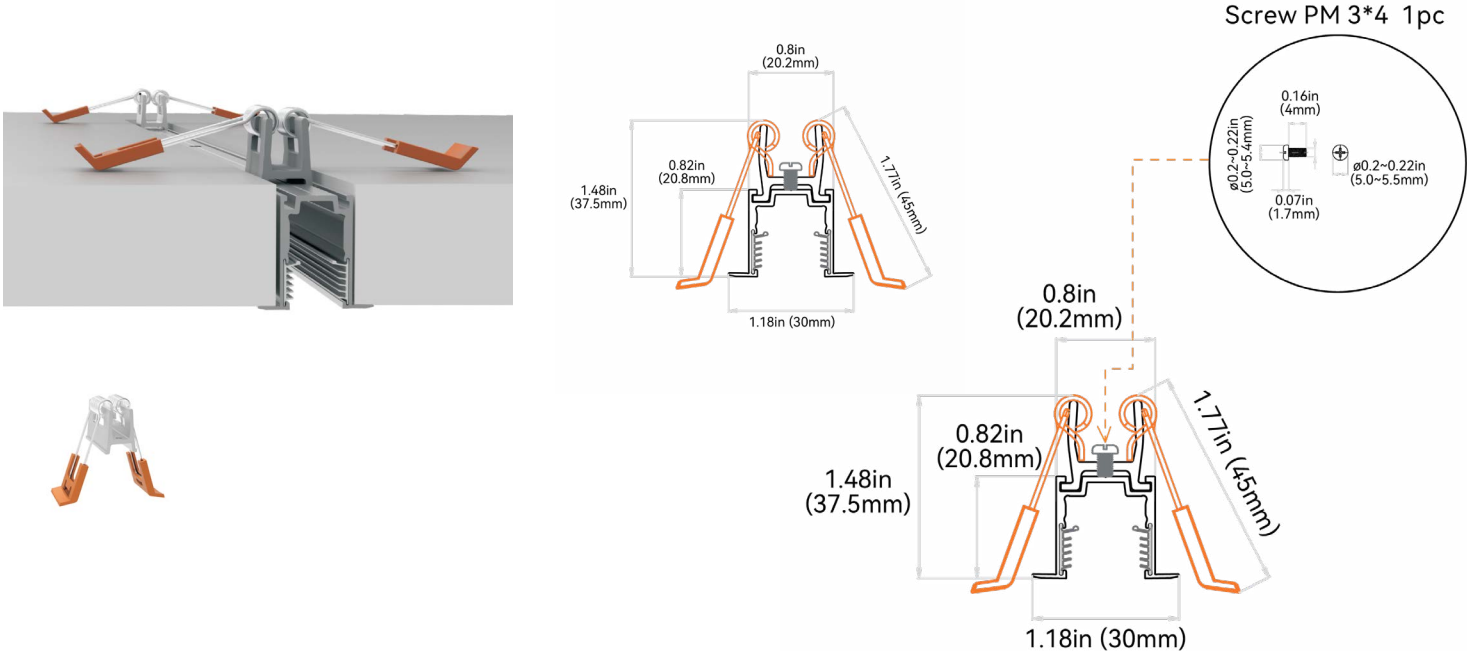 Screw PM 3*4 1pc
0.8in
(20.2mm)
0.82in
(20.8mm)
1.48in
(37.5mm)
1.77in (45mm)
1.18in (30mm)
0.16in
(4mm)
ø0.2~0.22in
(5.0~5.4mm)
ø0.2~0.22in
(5.0~5.5mm)
0.07in
(1.7mm)
0.8in
(20.2mm)
0.82in
(20.8mm)
1.48in
(37.5mm)
1.77in (45mm)
1.18in (30mm)